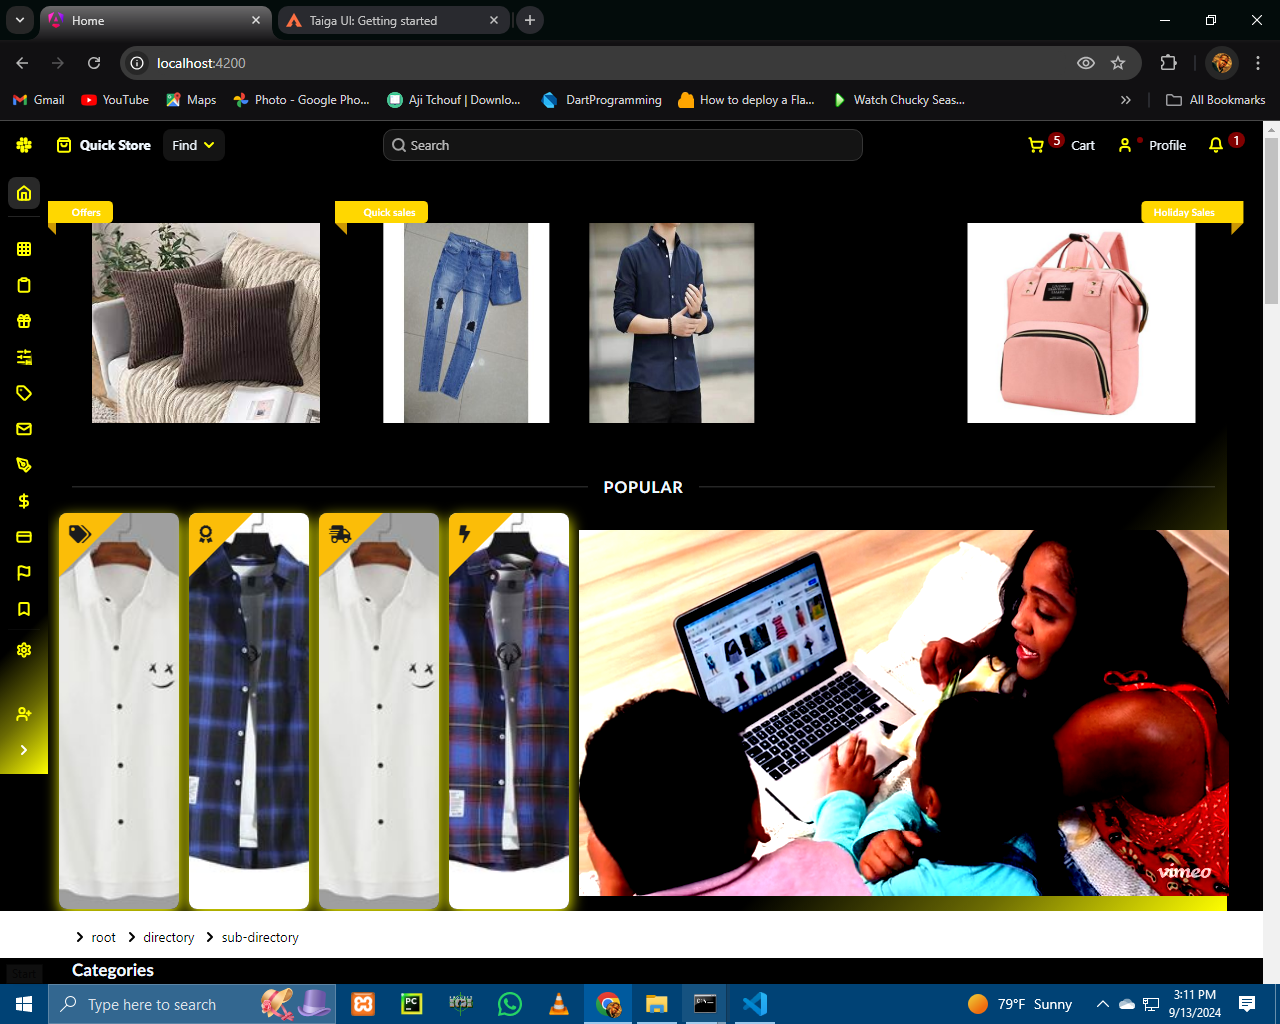 Home
Taiga UI: Getting started
localhost:4200
Gmail
YouTube
Maps
Photo - Google Pho...
Aji Tchouf | Downlo...
DartProgramming
How to deploy a Fla...
Watch Chucky Seas...
All Bookmarks
Quick Store
Find
Search
5
Cart
Profile
1
Offers
Quick sales
Holiday Sales
POPULAR
vimeo
root
directory
sub-directory
Categories
Start
Type here to search
PC
79°F Sunny
3:11 PM
9/13/2024